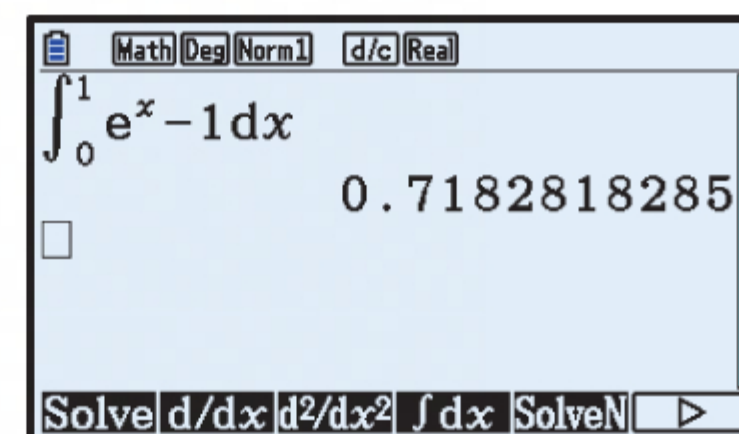 Math Deg Norm1 d/c Real
∫₀¹ eˣ−1dx
0.7182818285
Solve d/dx d²/dx² ∫dx SolveN ▷